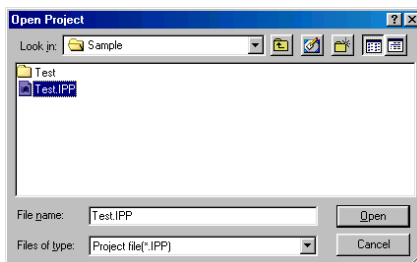 Open Project
Look in: Sample
Test
Test.IPP
File name: Test.IPP Open
Files of type: Project file(*.IPP) Cancel